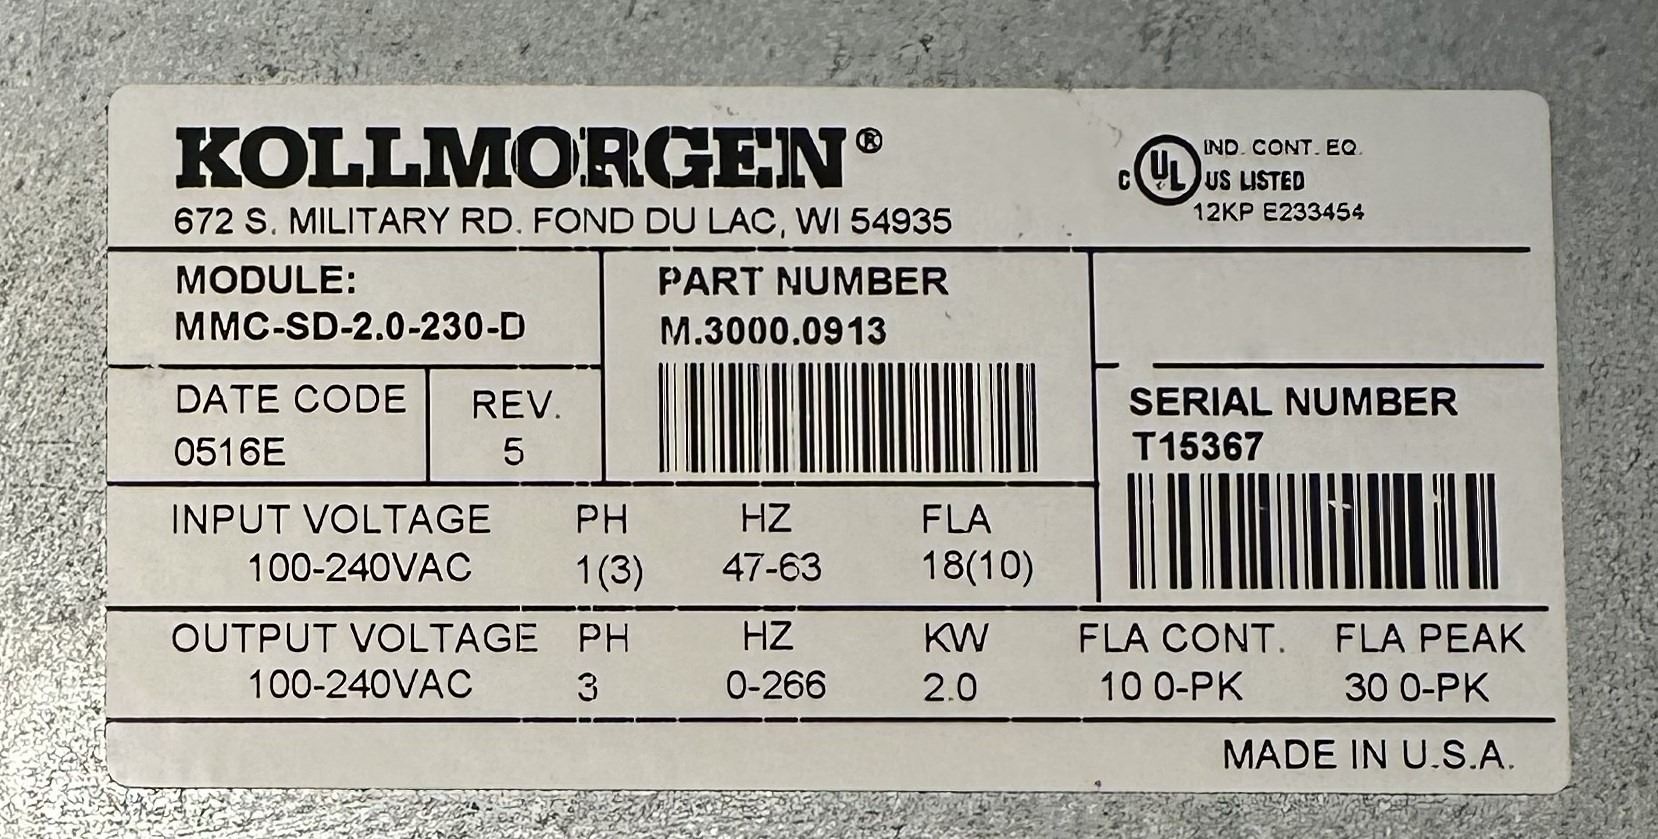 KOLLMORGEN®
672 S. MILITARY RD. FOND DU LAC, WI 54935
C UL US LISTED
IND. CONT. EQ.
12KP E233454
MODULE:
MMC-SD-2.0-230-D
PART NUMBER
M.3000.0913
DATE CODE
0516E
REV.
5
SERIAL NUMBER
T15367
INPUT VOLTAGE PH HZ FLA
100-240VAC 1(3) 47-63 18(10)
OUTPUT VOLTAGE PH HZ KW FLA CONT. FLA PEAK
100-240VAC 3 0-266 2.0 10 0-PK 30 0-PK
MADE IN U.S.A.